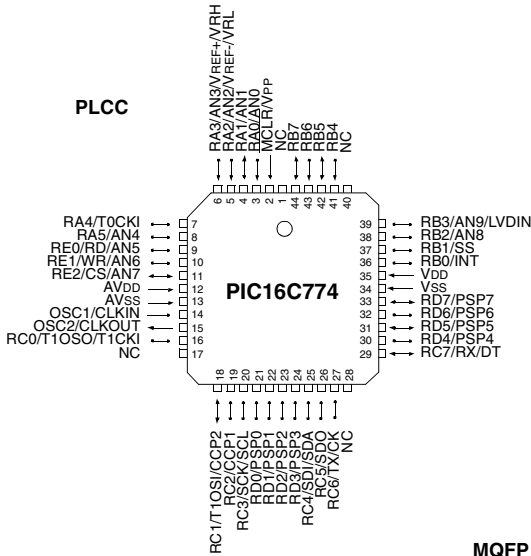 PLCC
RA3/AN3/VREF+/VRH
RA2/AN2/VREF-/VRL
RA1/AN1
RA0/AN0
MCLR/VPP
NC
RB7
RB6
RB5
RB4
NC
6 5 4 3 2 1 44 43 42 41 40
RA4/T0CKI 7
RA5/AN4 8
RE0/RD/AN5 9
RE1/WR/AN6 10
RE2/CS/AN7 11
AVDD 12
AVSS 13
OSC1/CLKIN 14
OSC2/CLKOUT 15
RC0/T1OSO/T1CKI 16
NC 17
PIC16C774
39 RB3/AN9/LVDIN
38 RB2/AN8
37 RB1/SS
36 RB0/INT
35 VDD
34 VSS
33 RD7/PSP7
32 RD6/PSP6
31 RD5/PSP5
30 RD4/PSP4
29 RC7/RX/DT
18 19 20 21 22 23 24 25 26 27 28
RC1/T1OSI/CCP2
RC2/CCP1
RC3/SCK/SCL
RD0/PSP0
RD1/PSP1
RD2/PSP2
RD3/PSP3
RC4/SDI/SDA
RC5/SDO
RC6/TX/CK
NC
MQFP